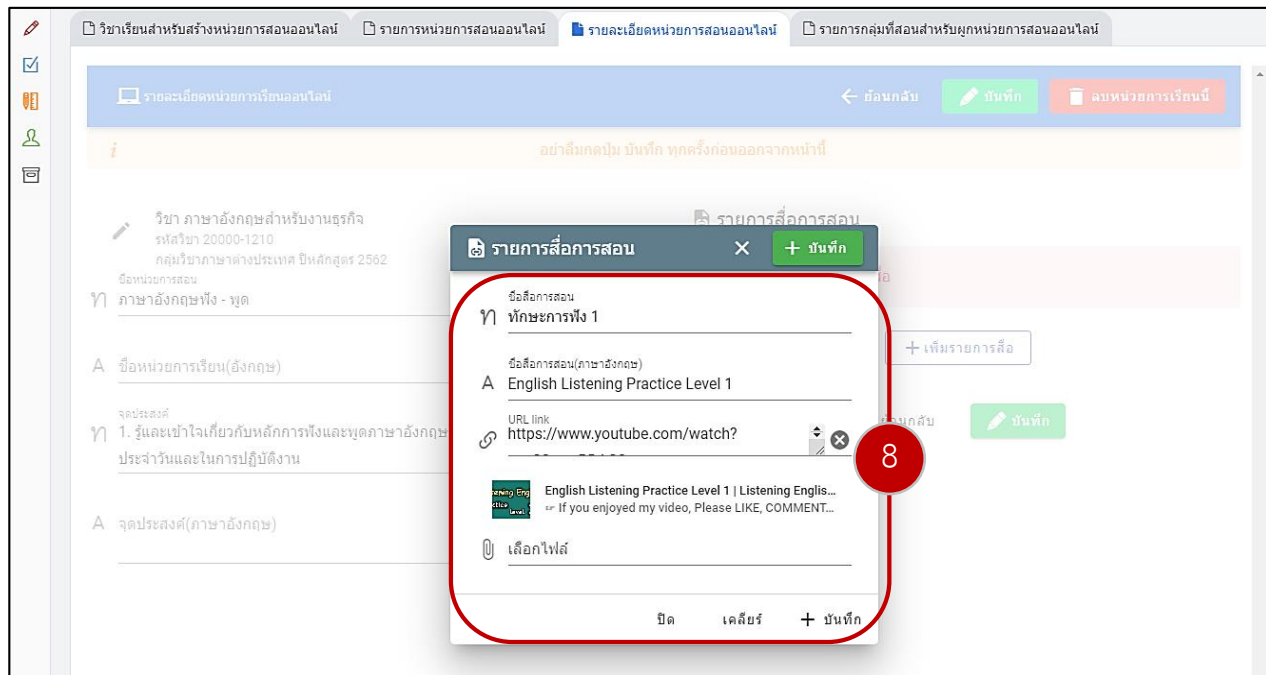 วิชาเรียนสำหรับสร้างหน่วยการสอนออนไลน์
รายการหน่วยการสอนออนไลน์
รายละเอียดหน่วยการสอนออนไลน์
รายการกลุ่มที่สอนสำหรับผูกหน่วยการสอนออนไลน์
รายละเอียดหน่วยการเรียนออนไลน์
ย้อนกลับ
บันทึก
ลบหน่วยการเรียนนี้
อย่าลืมกดปุ่ม บันทึก ทุกครั้งก่อนออกจากหน้านี้
วิชา ภาษาอังกฤษสำหรับงานธุรกิจ
รหัสวิชา 20000-1210
กลุ่มวิชาภาษาต่างประเทศ ปีหลักสูตร 2562
ชื่อหน่วยการสอน
ภาษาอังกฤษฟัง - พูด
ชื่อหน่วยการเรียน(อังกฤษ)
จุดประสงค์
1. รู้และเข้าใจเกี่ยวกับหลักการฟังและพูดภาษาอังกฤษ
ประจำวันและในการปฏิบัติงาน
จุดประสงค์(ภาษาอังกฤษ)
รายการสื่อการสอน
+ เพิ่มรายการสื่อ
บันทึก
รายการสื่อการสอน
+ บันทึก
ชื่อสื่อการสอน
ทักษะการฟัง 1
ชื่อสื่อการสอน(ภาษาอังกฤษ)
English Listening Practice Level 1
URL link
https://www.youtube.com/watch?
English Listening Practice Level 1 | Listening Englis...
☞ If you enjoyed my video, Please LIKE, COMMENT...
เลือกไฟล์
ปิด
เคลียร์
+ บันทึก
8